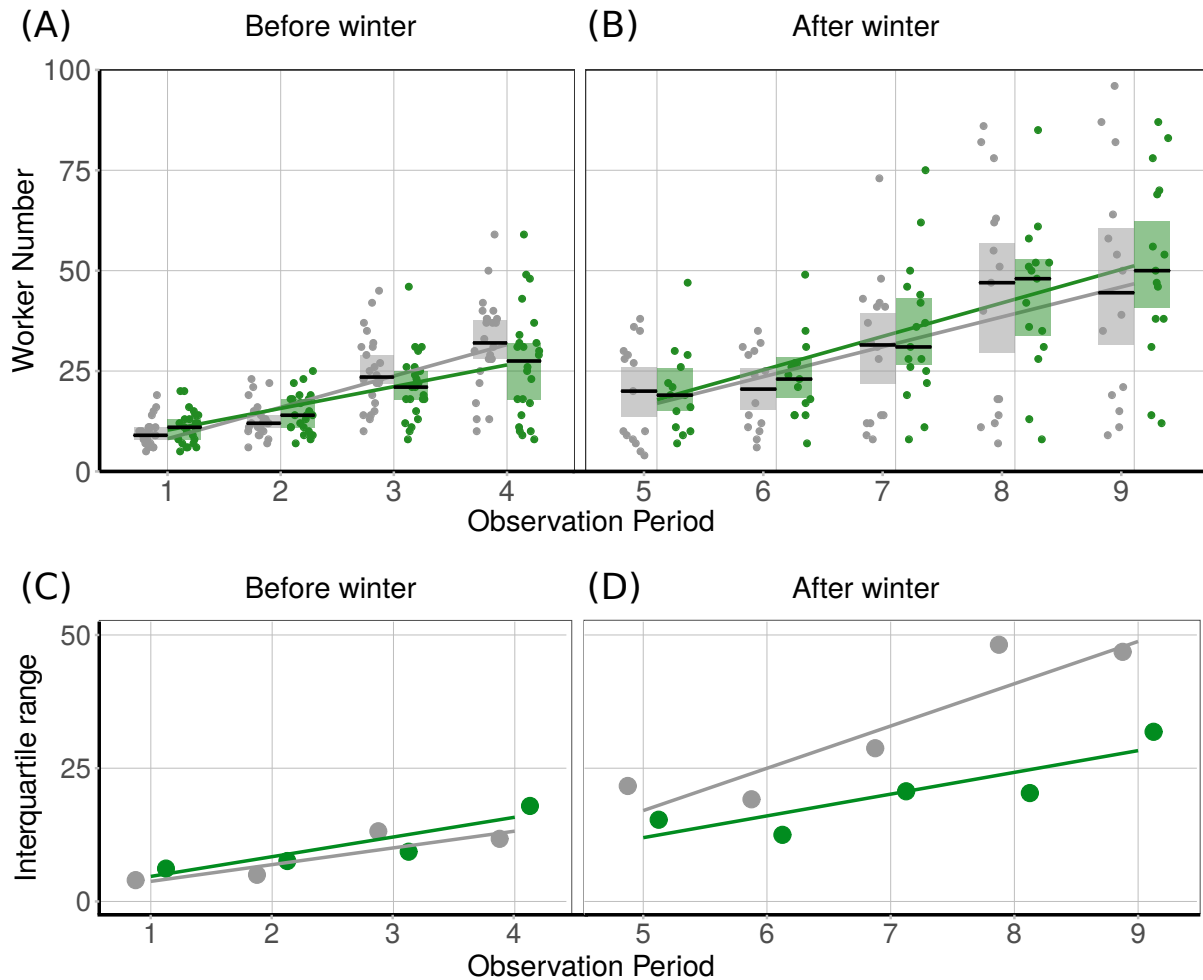 (A) Before winter (B) After winter
100
75
50
25
0
Worker Number
1 2 3 4 5 6 7 8 9
Observation Period
(C) Before winter (D) After winter
50
25
0
Interquartile range
1 2 3 4 5 6 7 8 9
Observation Period